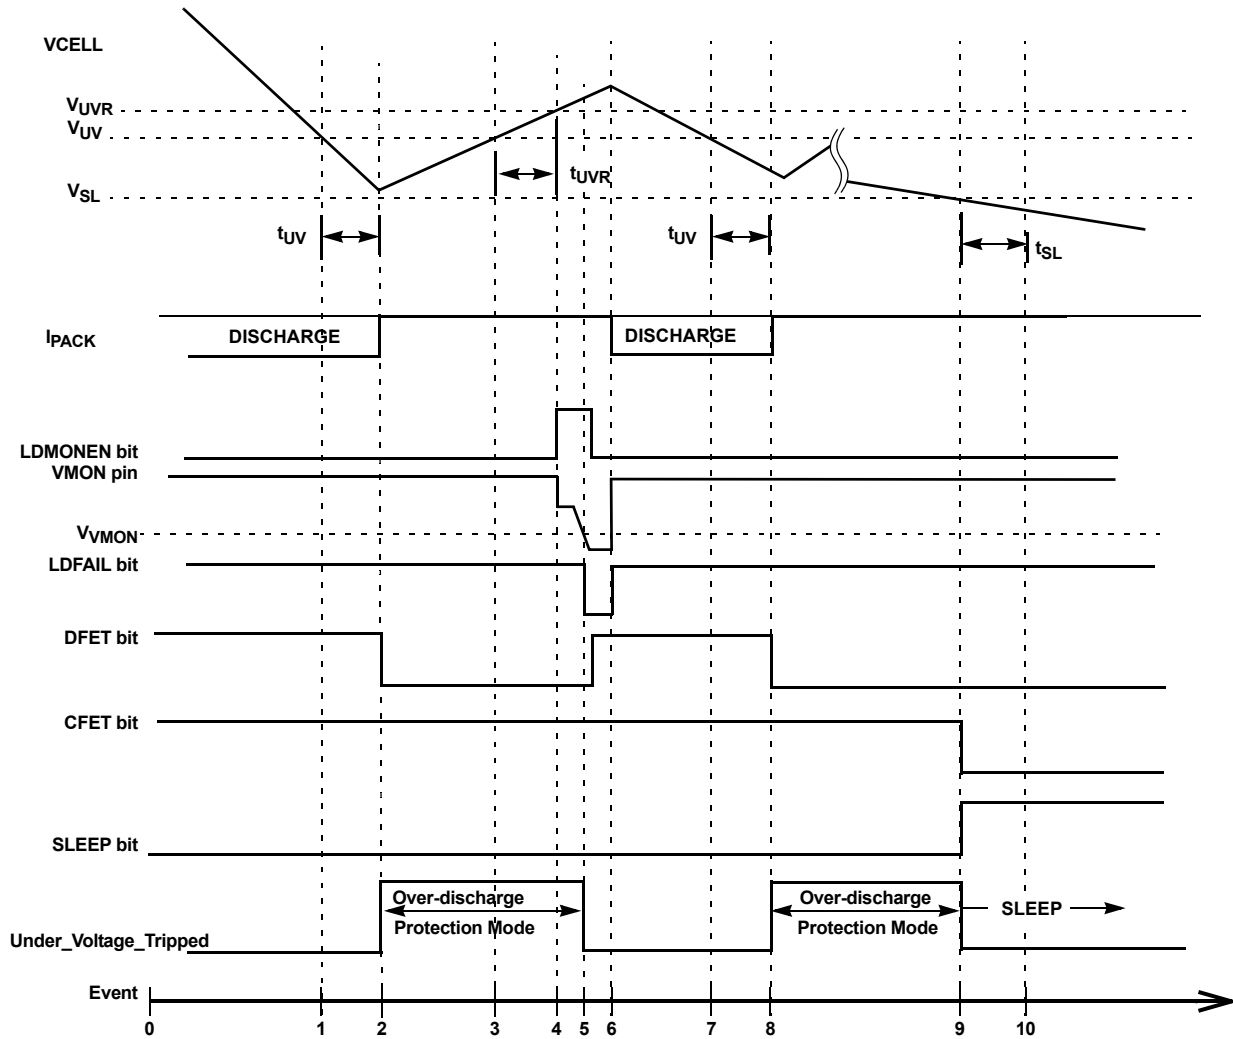 VCELL
VUVR
VUV
tUVR
VSL
tUV
tUV
tSL
IPACK
DISCHARGE
DISCHARGE
LDMONEN bit
VMON pin
VVMON
LDFAIL bit
DFET bit
CFET bit
SLEEP bit
Over-discharge
Protection Mode
Over-discharge
Protection Mode
SLEEP
Under_Voltage_Tripped
Event
0 1 2 3 4 5 6 7 8 9 10